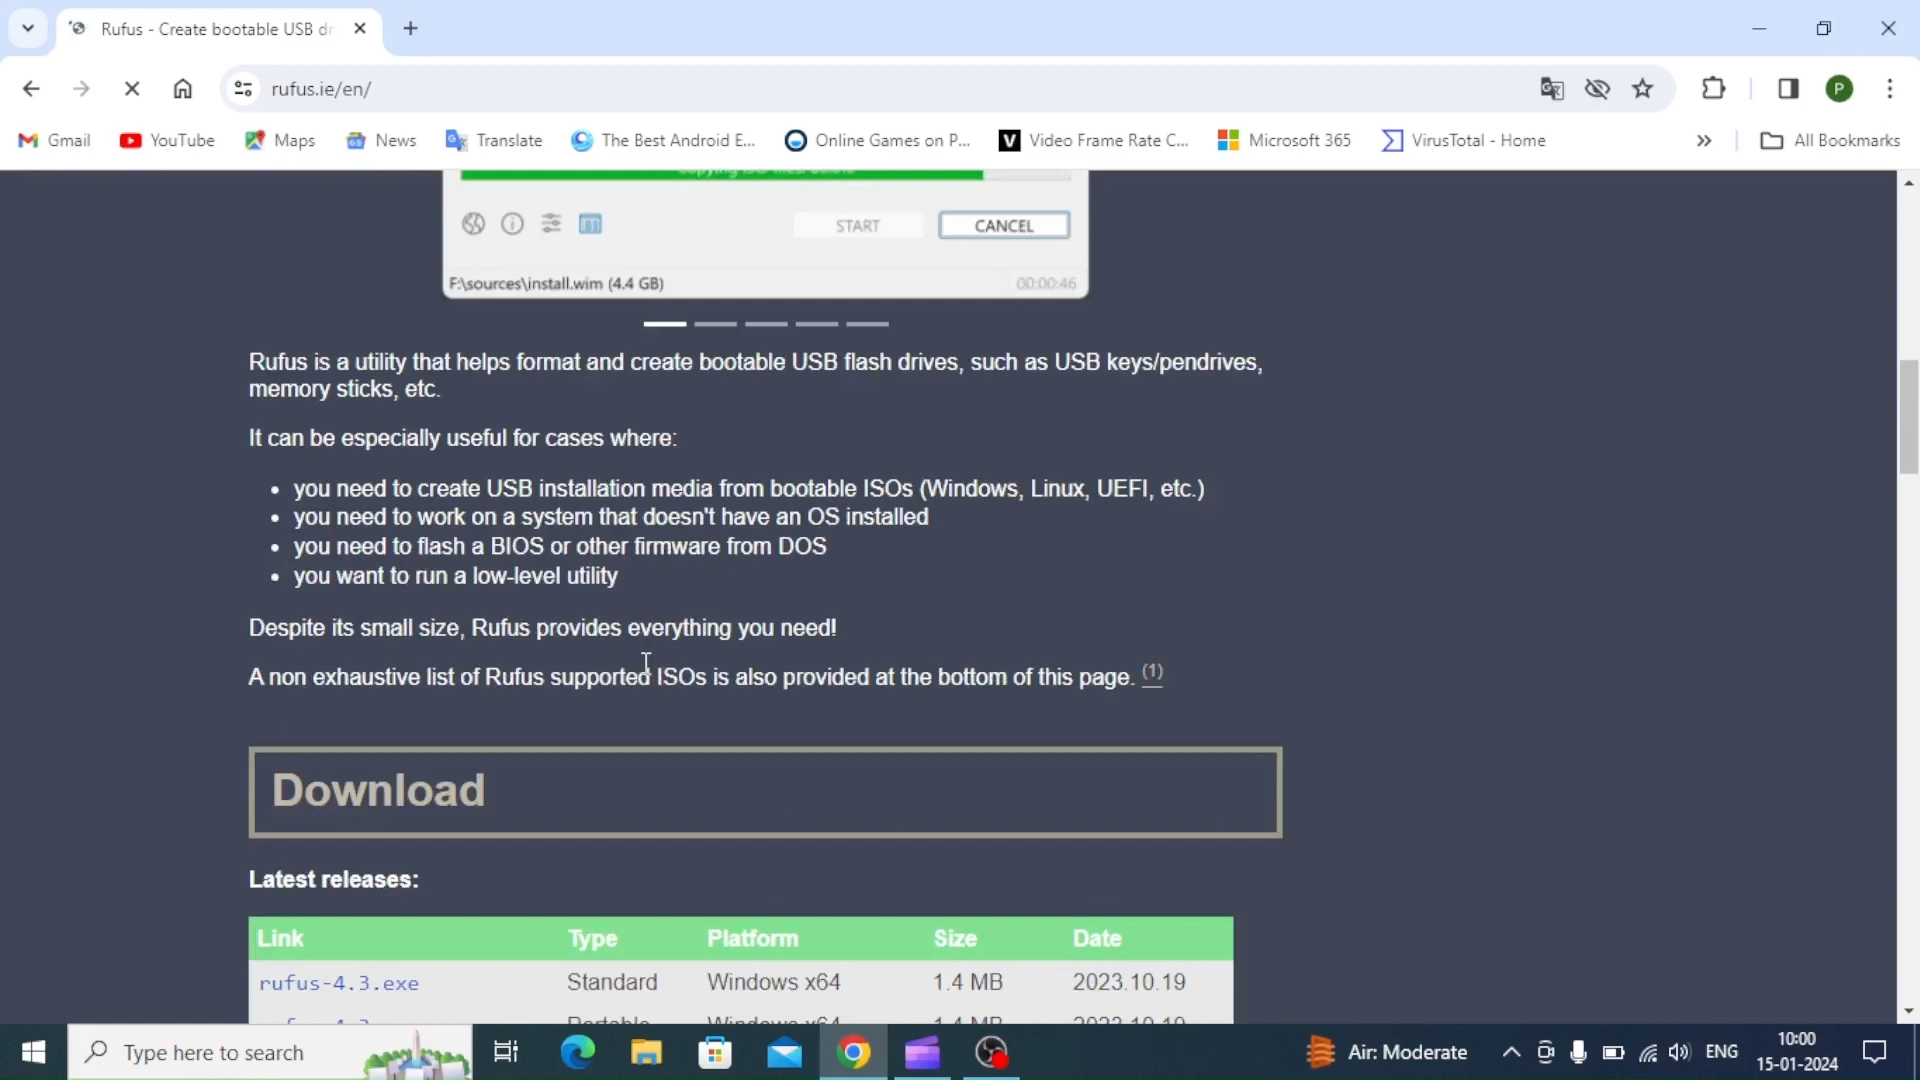 Rufus - Create bootable USB dr
rufus.ie/en/
Gmail
YouTube
Maps
News
Translate
The Best Android E...
Online Games on P...
Video Frame Rate C...
Microsoft 365
VirusTotal - Home
All Bookmarks
P
START
CANCEL
F:\sources\install.wim (4.4 GB)
00:00:46
Rufus is a utility that helps format and create bootable USB flash drives, such as USB keys/pendrives,
memory sticks, etc.
It can be especially useful for cases where:
• you need to create USB installation media from bootable ISOs (Windows, Linux, UEFI, etc.)
• you need to work on a system that doesn't have an OS installed
• you need to flash a BIOS or other firmware from DOS
• you want to run a low-level utility
Despite its small size, Rufus provides everything you need!
A non exhaustive list of Rufus supported ISOs is also provided at the bottom of this page. (1)
Download
Latest releases:
Link Type Platform Size Date
rufus-4.3.exe Standard Windows x64 1.4 MB 2023.10.19
Type here to search
Air: Moderate
ENG
10:00
15-01-2024